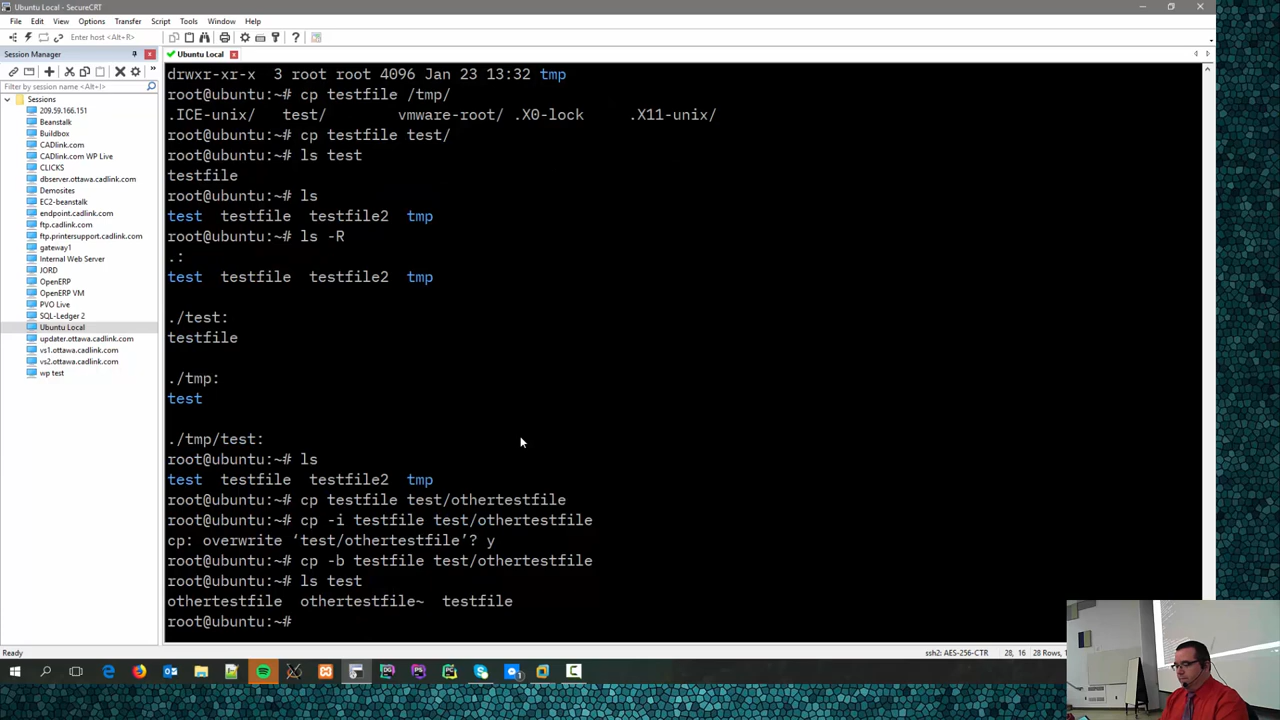 Ubuntu Local - SecureCRT
File Edit View Options Transfer Script Tools Window Help
Enter host <Alt+R>
Session Manager
Ubuntu Local
Filter by session name <Alt+I>
Sessions
209.59.166.151
Beanstalk
Buildbox
CADlink.com
CADlink.com WP Live
CLICKS
dbserver.ottawa.cadlink.com
Demosites
EC2-beanstalk
endpoint.cadlink.com
ftp.cadlink.com
ftp.printersupport.cadlink.com
gateway1
Internal Web Server
JORD
OpenERP
OpenERP VM
PVO Live
SQL-Ledger 2
Ubuntu Local
updater.ottawa.cadlink.com
vs1.ottawa.cadlink.com
vs2.ottawa.cadlink.com
wp test
drwxr-xr-x  3 root root 4096 Jan 23 13:32 tmp
root@ubuntu:~# cp testfile /tmp/
.ICE-unix/   test/         vmware-root/ .X0-lock     .X11-unix/
root@ubuntu:~# cp testfile test/
root@ubuntu:~# ls test
testfile
root@ubuntu:~# ls
test  testfile  testfile2  tmp
root@ubuntu:~# ls -R
.:
test  testfile  testfile2  tmp
./test:
testfile
./tmp:
test
./tmp/test:
root@ubuntu:~# ls
test  testfile  testfile2  tmp
root@ubuntu:~# cp testfile test/othertestfile
root@ubuntu:~# cp -i testfile test/othertestfile
cp: overwrite ‘test/othertestfile’? y
root@ubuntu:~# cp -b testfile test/othertestfile
root@ubuntu:~# ls test
othertestfile  othertestfile~  testfile
root@ubuntu:~#
Ready
ssh2: AES-256-CTR
28, 16
28 Rows,